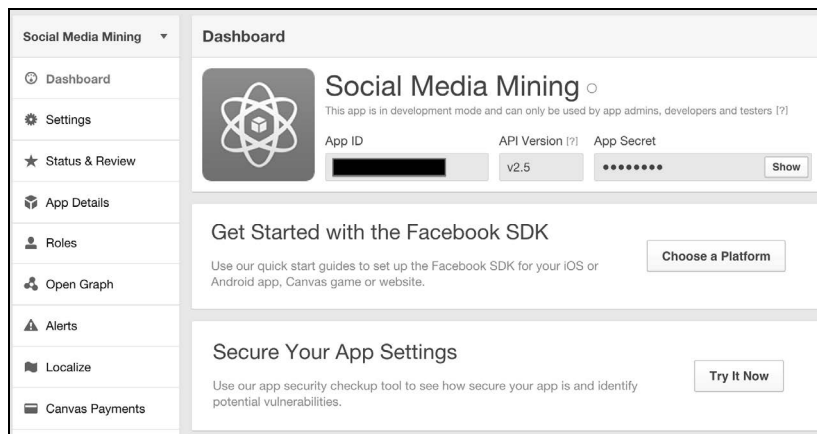 Social Media Mining
Dashboard
Settings
Status & Review
App Details
Roles
Open Graph
Alerts
Localize
Canvas Payments
Dashboard
Social Media Mining
This app is in development mode and can only be used by app admins, developers and testers [?]
App ID
API Version [?]
v2.5
App Secret
●●●●●●●●
Show
Get Started with the Facebook SDK
Use our quick start guides to set up the Facebook SDK for your iOS or
Android app, Canvas game or website.
Choose a Platform
Secure Your App Settings
Use our app security checkup tool to see how secure your app is and identify
potential vulnerabilities.
Try It Now